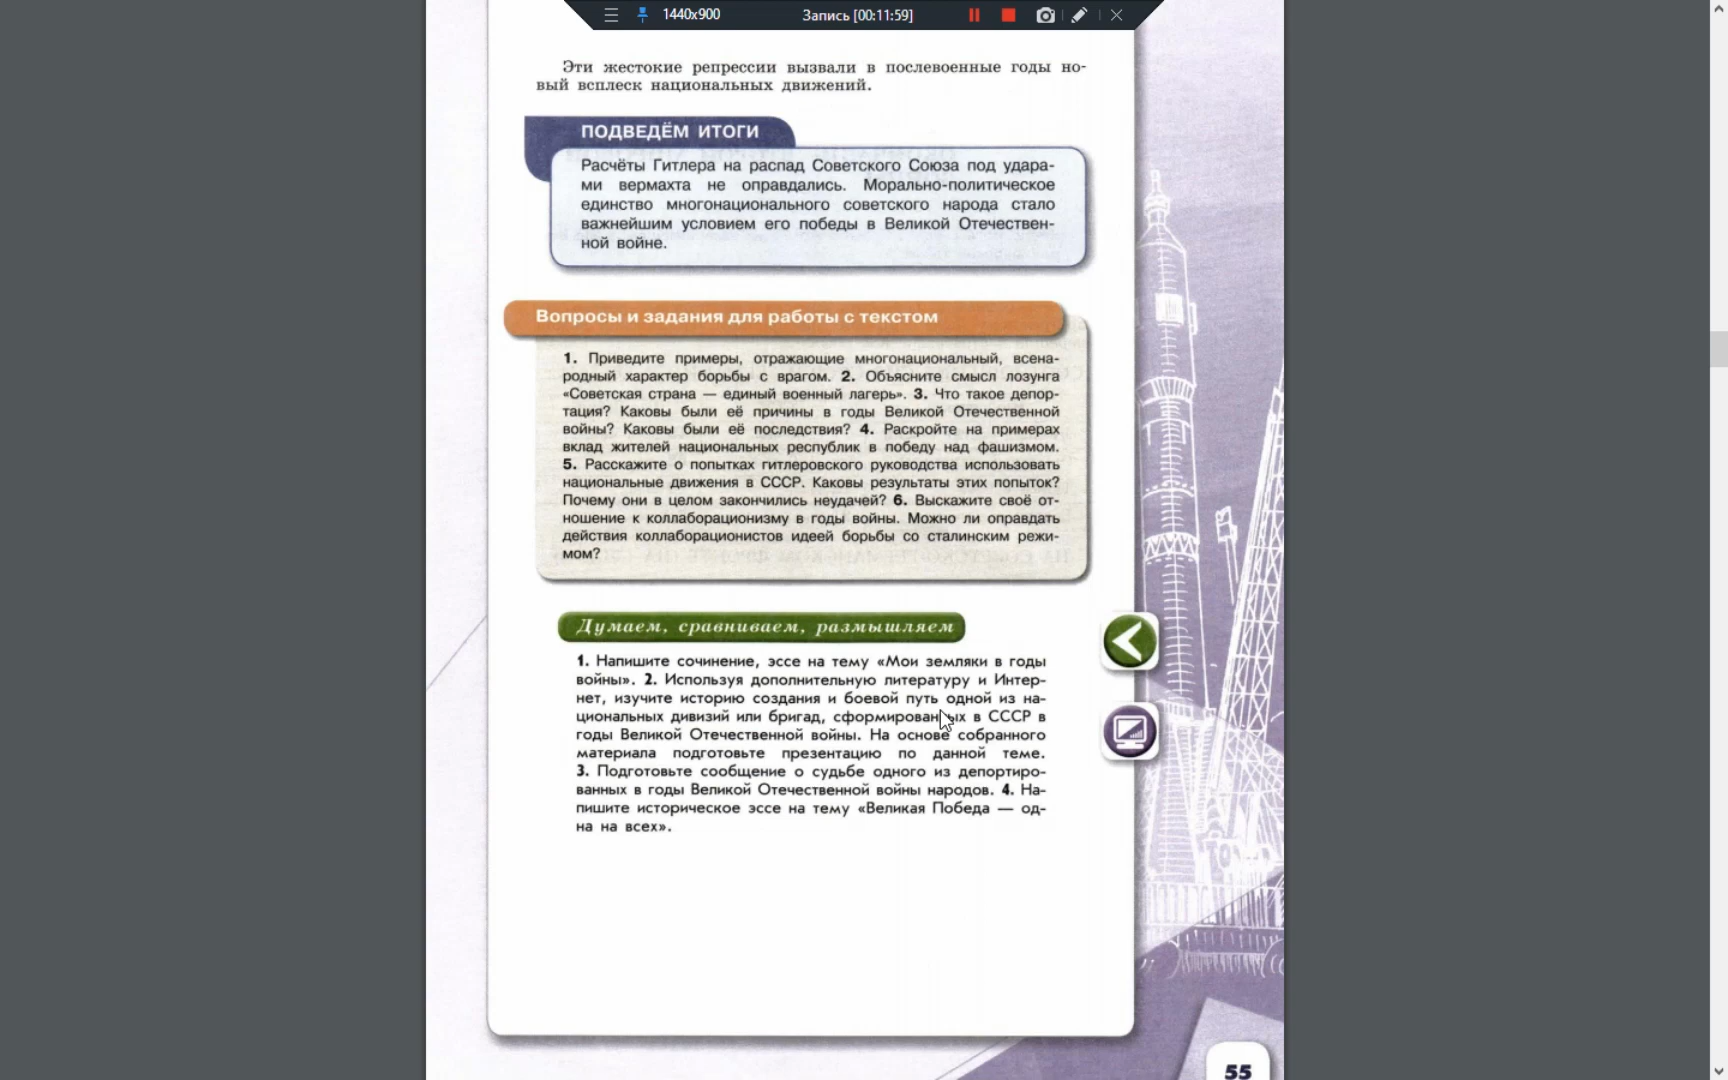 1440x900
Запись [00:11:59]
Эти жестокие репрессии вызвали в послевоенные годы но-
вый всплеск национальных движений.
ПОДВЕДЁМ ИТОГИ
Расчёты Гитлера на распад Советского Союза под удара-
ми вермахта не оправдались. Морально-политическое
единство многонационального советского народа стало
важнейшим условием его победы в Великой Отечествен-
ной войне.
Вопросы и задания для работы с текстом
1. Приведите примеры, отражающие многонациональный, всена-
родный характер борьбы с врагом. 2. Объясните смысл лозунга
«Советская страна — единый военный лагерь». 3. Что такое депор-
тация? Каковы были её причины в годы Великой Отечественной
войны? Каковы были её последствия? 4. Раскройте на примерах
вклад жителей национальных республик в победу над фашизмом.
5. Расскажите о попытках гитлеровского руководства использовать
национальные движения в СССР. Каковы результаты этих попыток?
Почему они в целом закончились неудачей? 6. Выскажите своё от-
ношение к коллаборационизму в годы войны. Можно ли оправдать
действия коллаборационистов идеей борьбы со сталинским режи-
мом?
Думаем, сравниваем, размышляем
1. Напишите сочинение, эссе на тему «Мои земляки в годы
войны». 2. Используя дополнительную литературу и Интер-
нет, изучите историю создания и боевой путь одной из на-
циональных дивизий или бригад, сформированных в СССР в
годы Великой Отечественной войны. На основе собранного
материала подготовьте презентацию по данной теме.
3. Подготовьте сообщение о судьбе одного из депортиро-
ванных в годы Великой Отечественной войны народов. 4. На-
пишите историческое эссе на тему «Великая Победа — од-
на на всех».
55